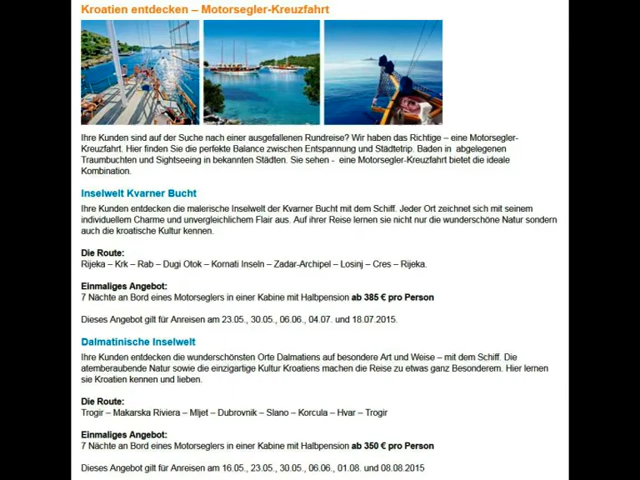 Kroatien entdecken – Motorsegler-Kreuzfahrt
Ihre Kunden sind auf der Suche nach einer ausgefallenen Rundreise? Wir haben das Richtige – eine Motorsegler-
Kreuzfahrt. Hier finden Sie die perfekte Balance zwischen Entspannung und Städtetrip. Baden in abgelegenen
Traumbuchten und Sightseeing in bekannten Städten. Sie sehen - eine Motorsegler-Kreuzfahrt bietet die ideale
Kombination.
Inselwelt Kvarner Bucht
Ihre Kunden entdecken die malerische Inselwelt der Kvarner Bucht mit dem Schiff. Jeder Ort zeichnet sich mit seinem
individuellem Charme und unvergleichlichem Flair aus. Auf ihrer Reise lernen sie nicht nur die wunderschöne Natur sondern
auch die kroatische Kultur kennen.
Die Route:
Rijeka – Krk – Rab – Dugi Otok – Kornati Inseln – Zadar-Archipel – Losinj – Cres – Rijeka.
Einmaliges Angebot:
7 Nächte an Bord eines Motorseglers in einer Kabine mit Halbpension ab 385 € pro Person
Dieses Angebot gilt für Anreisen am 23.05., 30.05., 06.06., 04.07. und 18.07.2015.
Dalmatinische Inselwelt
Ihre Kunden entdecken die wunderschönsten Orte Dalmatiens auf besondere Art und Weise – mit dem Schiff. Die
atemberaubende Natur sowie die einzigartige Kultur Kroatiens machen die Reise zu etwas ganz Besonderem. Hier lernen
sie Kroatien kennen und lieben.
Die Route:
Trogir – Makarska Riviera – Mljet – Dubrovnik – Slano – Korcula – Hvar – Trogir
Einmaliges Angebot:
7 Nächte an Bord eines Motorseglers in einer Kabine mit Halbpension ab 350 € pro Person
Dieses Angebot gilt für Anreisen am 16.05., 23.05., 30.05., 06.06., 01.08. und 08.08.2015